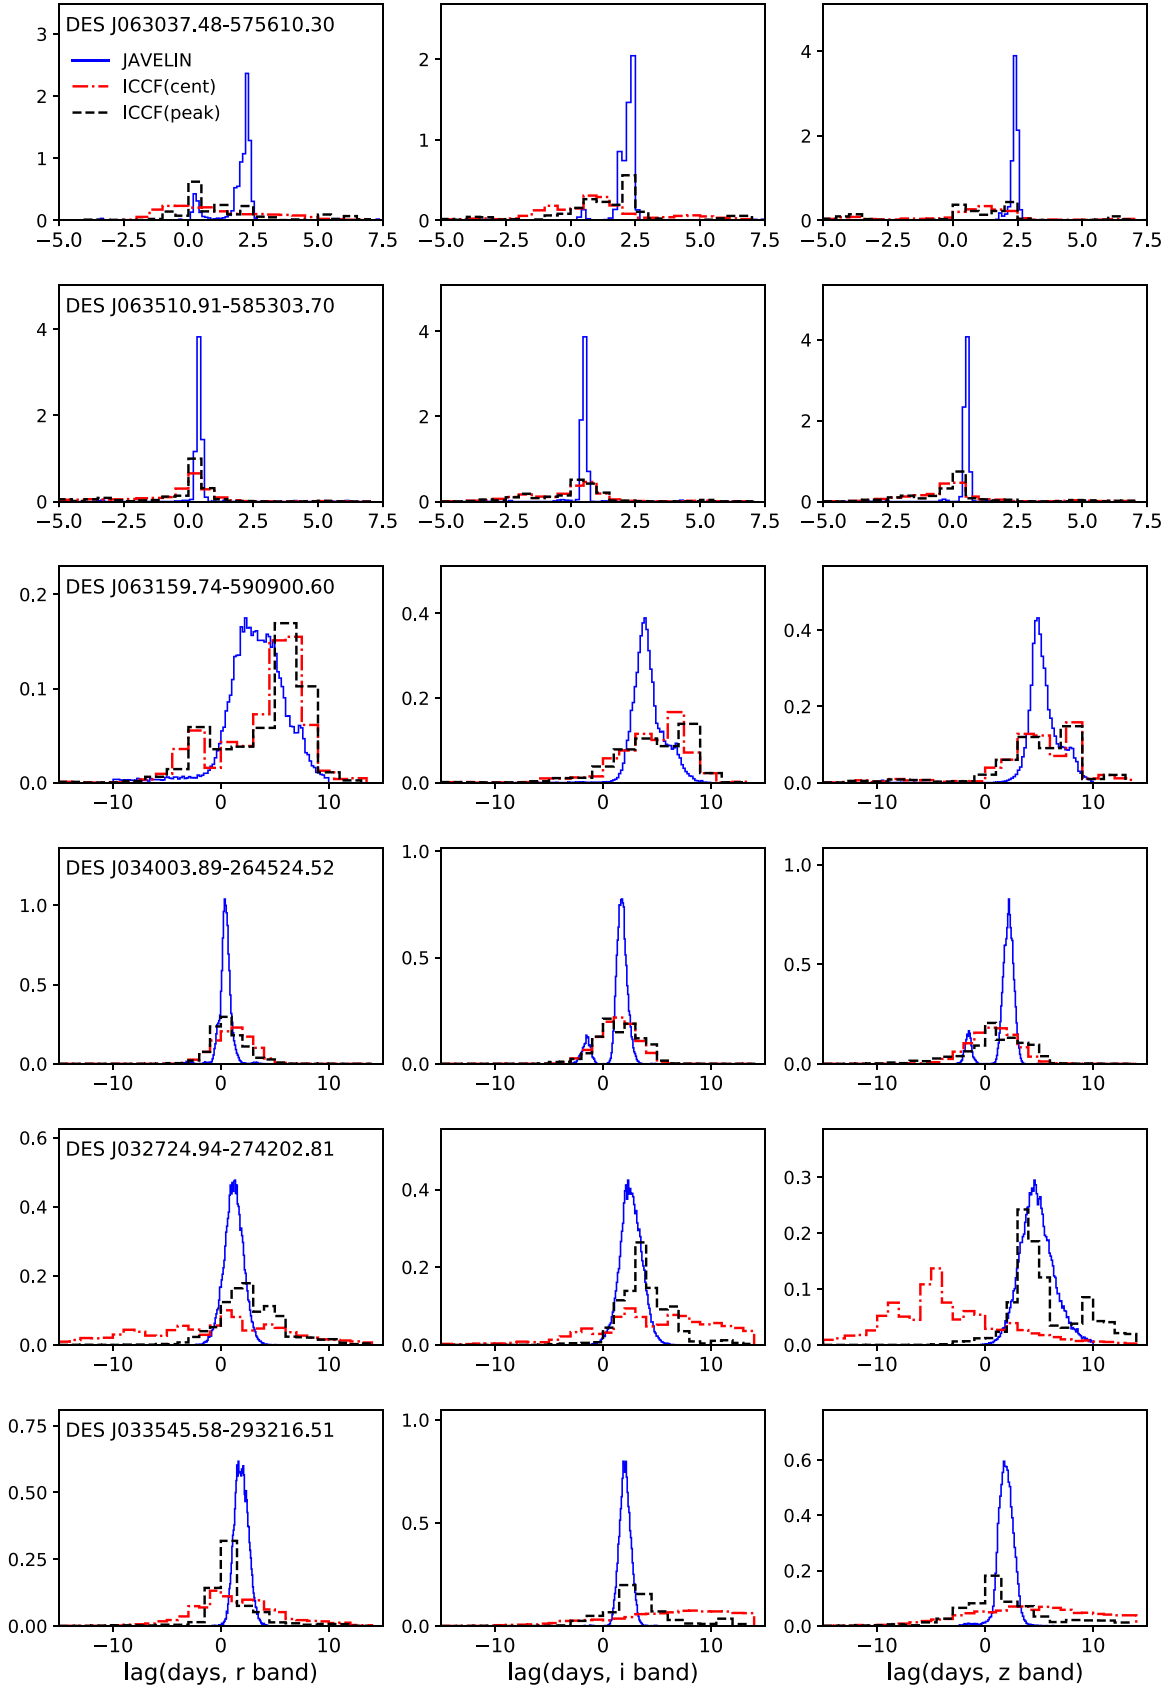 DES J063037.48-575610.30
JAVELIN
ICCF(cent)
ICCF(peak)
3
2
1
0
−5.0 −2.5 0.0 2.5 5.0 7.5
2
1
0
−5.0 −2.5 0.0 2.5 5.0 7.5
4
2
0
−5.0 −2.5 0.0 2.5 5.0 7.5
DES J063510.91-585303.70
4
2
0
−5.0 −2.5 0.0 2.5 5.0 7.5
4
2
0
−5.0 −2.5 0.0 2.5 5.0 7.5
4
2
0
−5.0 −2.5 0.0 2.5 5.0 7.5
DES J063159.74-590900.60
0.2
0.1
0.0
−10 0 10
0.4
0.2
0.0
−10 0 10
0.4
0.2
0.0
−10 0 10
DES J034003.89-264524.52
1.0
0.5
0.0
−10 0 10
1.0
0.5
0.0
−10 0 10
1.0
0.5
0.0
−10 0 10
DES J032724.94-274202.81
0.6
0.4
0.2
0.0
−10 0 10
0.4
0.2
0.0
−10 0 10
0.3
0.2
0.1
0.0
−10 0 10
DES J033545.58-293216.51
0.75
0.50
0.25
0.00
−10 0 10
lag(days, r band)
1.0
0.5
0.0
−10 0 10
lag(days, i band)
0.6
0.4
0.2
0.0
−10 0 10
lag(days, z band)